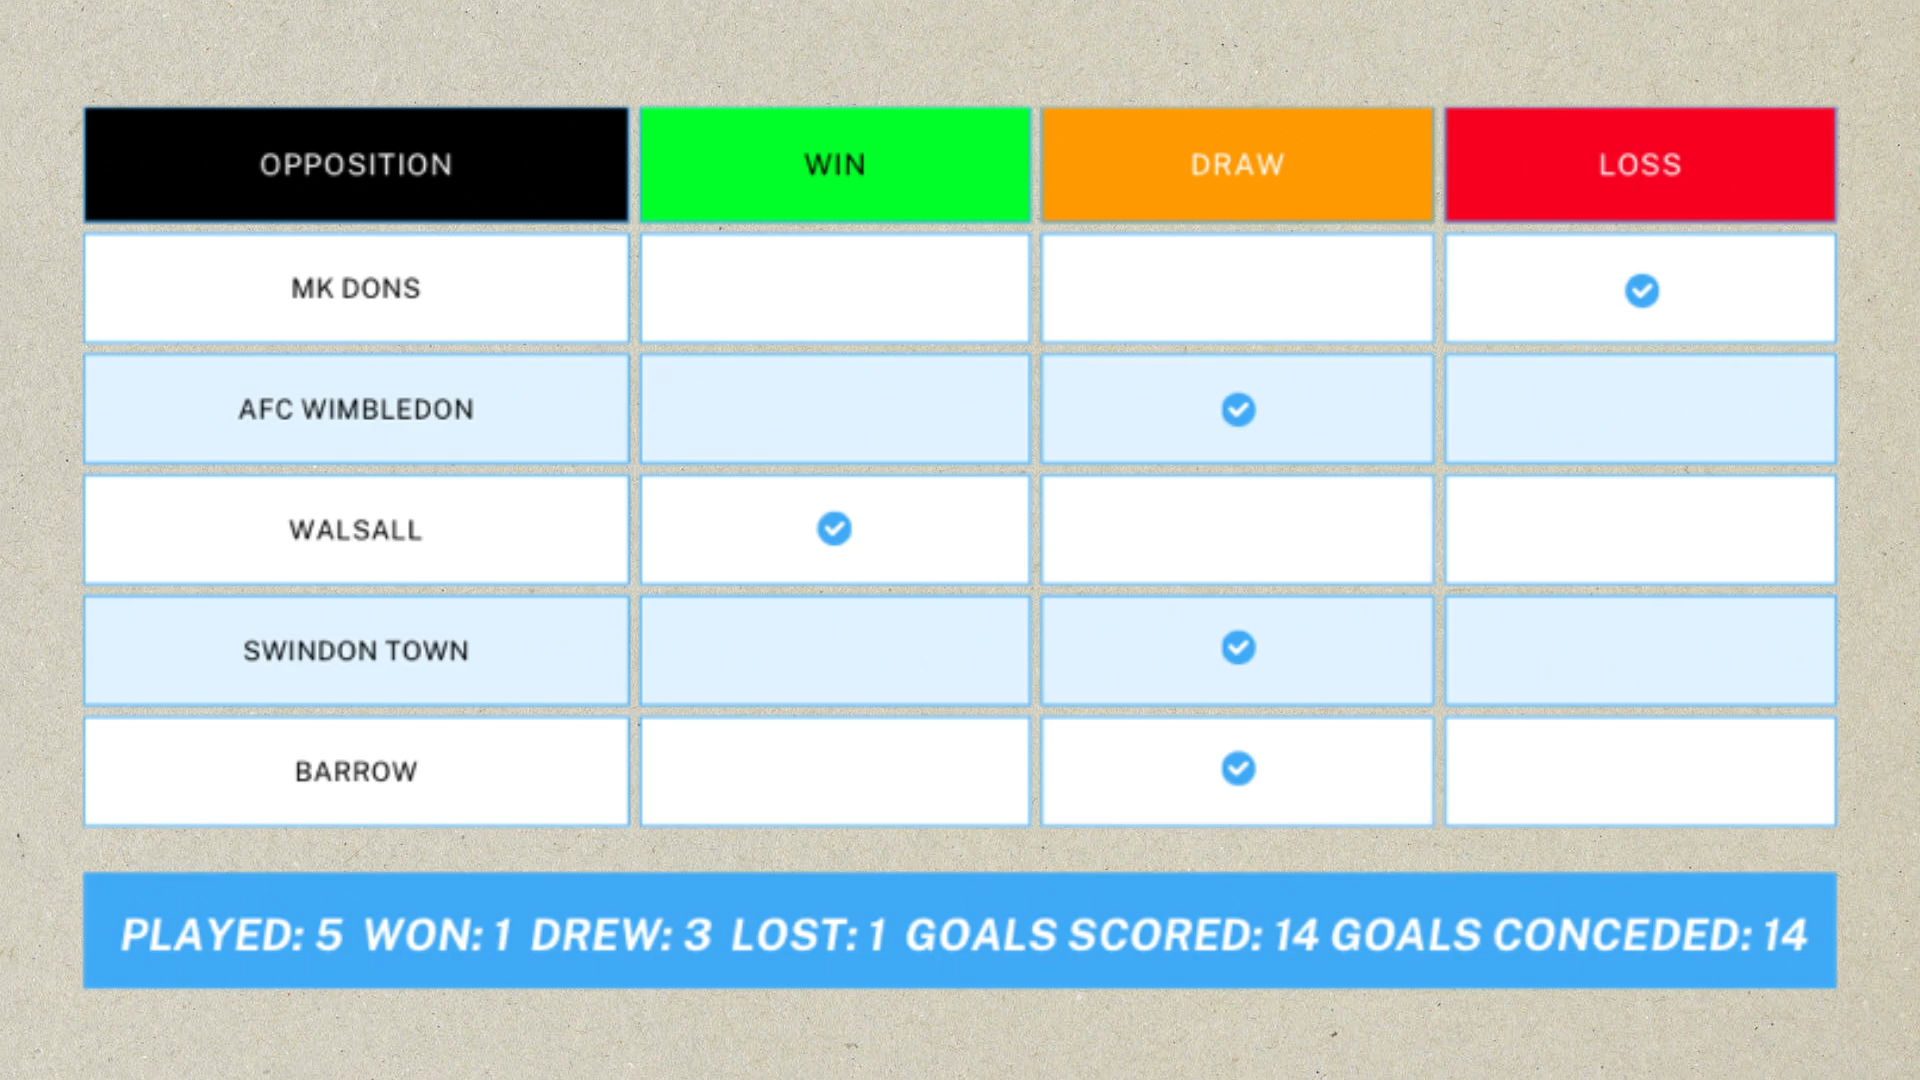 OPPOSITION WIN DRAW LOSS
MK DONS
AFC WIMBLEDON
WALSALL
SWINDON TOWN
BARROW
PLAYED: 5 WON: 1 DREW: 3 LOST: 1 GOALS SCORED: 14 GOALS CONCEDED: 14